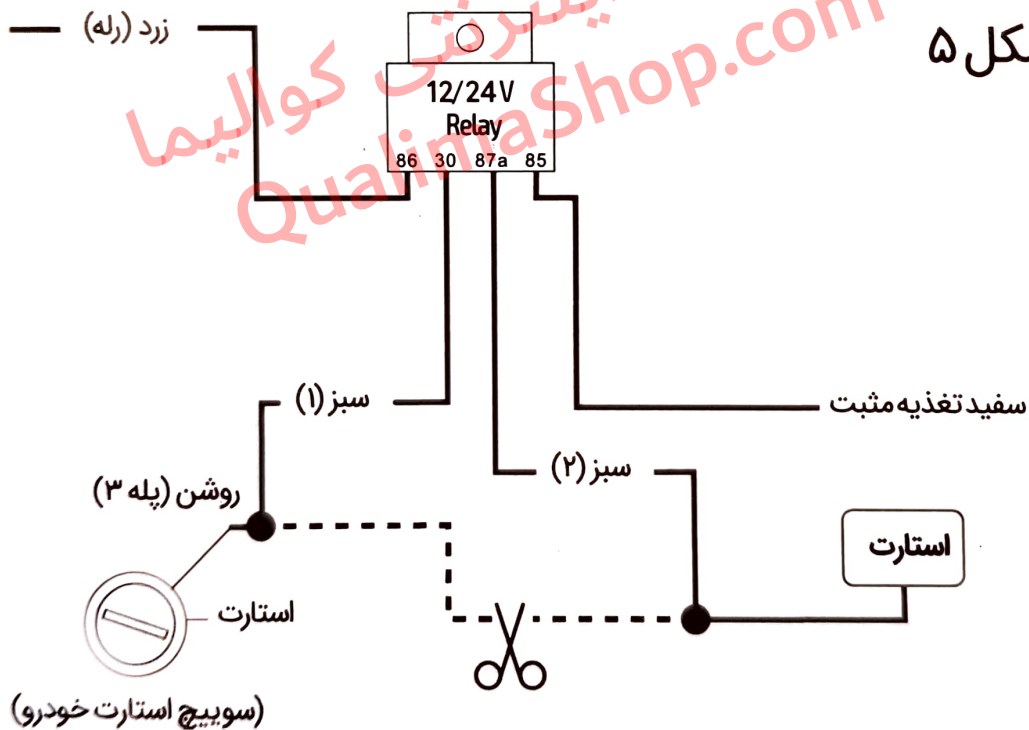 زرد (رله)
شکل ۵
12/24V
Relay
86 30 87a 85
اینترنتی کوالیما
QualimaShop.com
سبز (۱)
سفید تغذیه مثبت
سبز (۲)
روشن (پله ۳)
استارت
استارت
(سوییچ استارت خودرو)